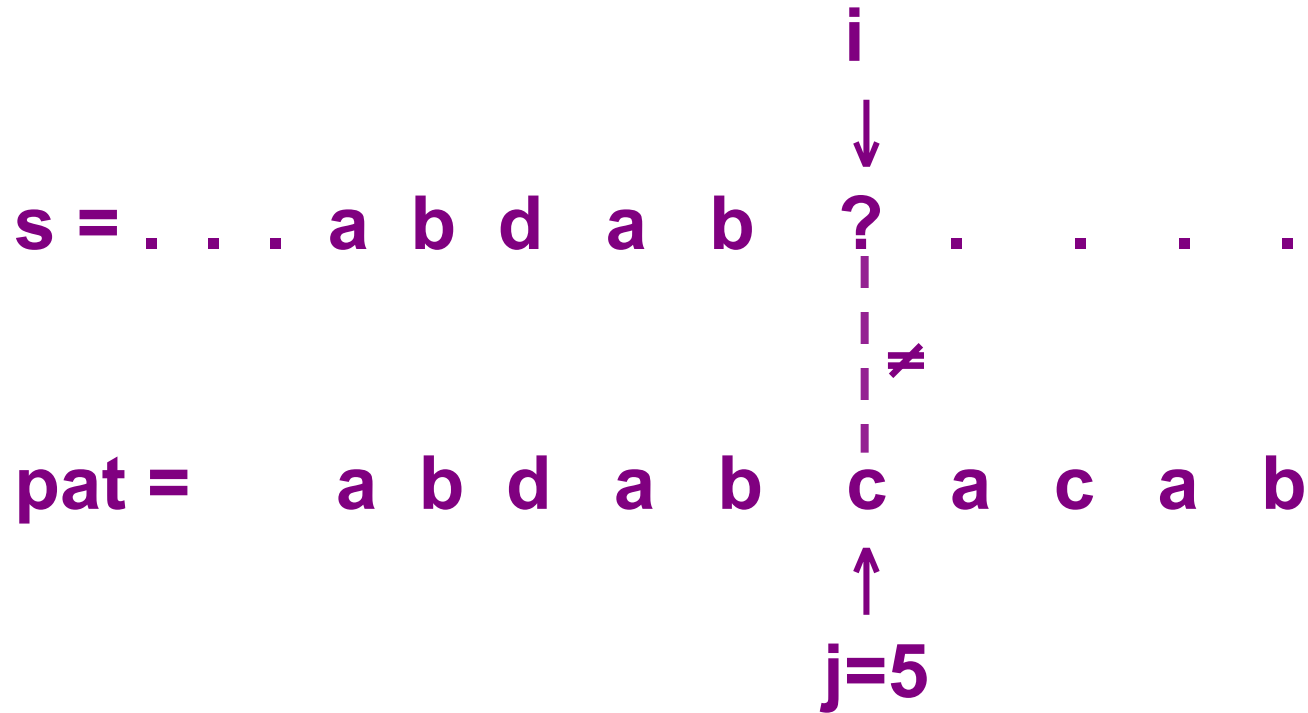 i
↓
s = . . . a b d a b ? . . . .
≠
pat = a b d a b c a c a b
↑
j=5